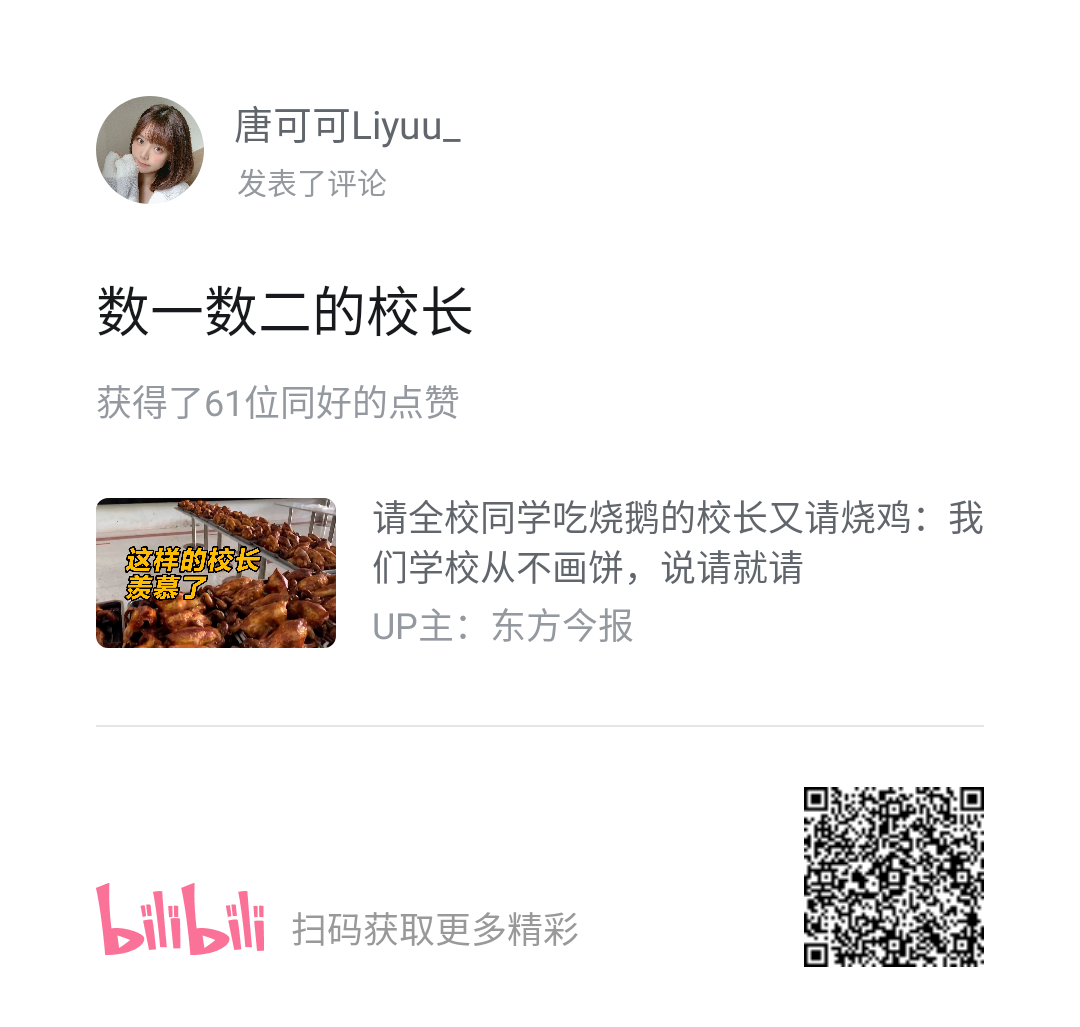 唐可可Liyuu_
发表了评论
数一数二的校长
获得了61位同好的点赞
这样的校长
羡慕了
请全校同学吃烧鹅的校长又请烧鸡：我
们学校从不画饼，说请就请
UP主：东方今报
bilibili 扫码获取更多精彩